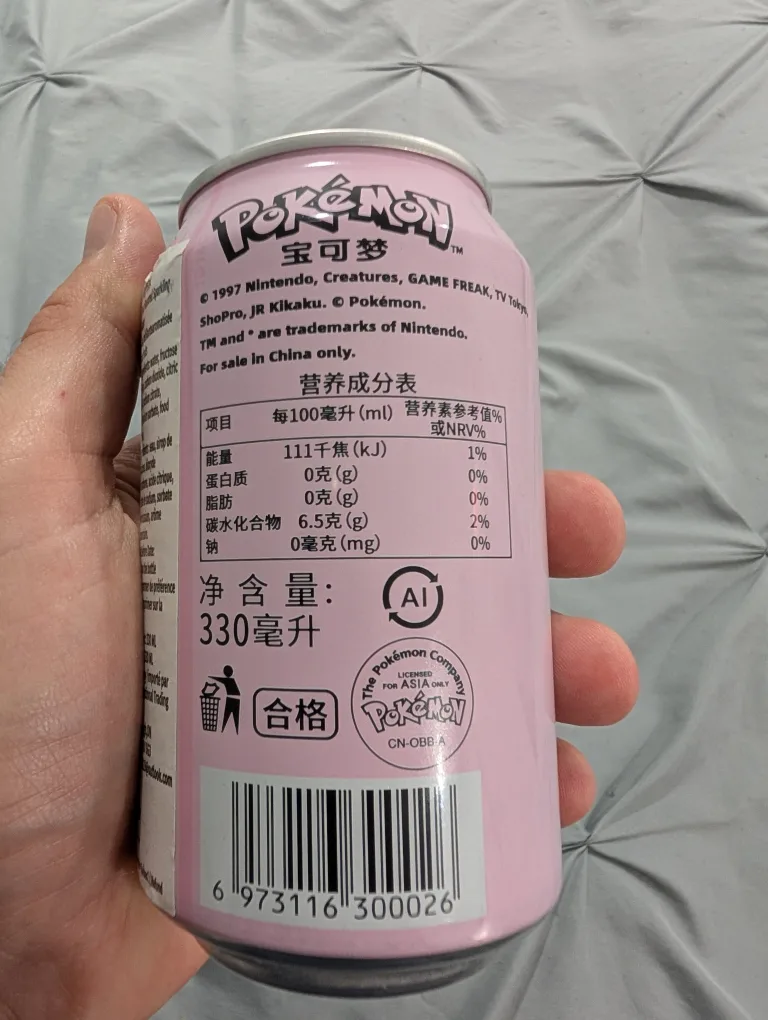 POKéMON™
宝可梦
© 1997 Nintendo, Creatures, GAME FREAK, TV Tokyo,
ShoPro, JR Kikaku. © Pokémon.
TM and * are trademarks of Nintendo.
For sale in China only.
营养成分表
项目 每100毫升(ml) 营养素参考值%或NRV%
能量 111千焦(kJ) 1%
蛋白质 0克(g) 0%
脂肪 0克(g) 0%
碳水化合物 6.5克(g) 2%
钠 0毫克(mg) 0%
净含量:
330毫升
Al
合格
The Pokémon Company
LICENSED
FOR ASIA ONLY
POKéMON
CN-OBB-A
6 973116 300026